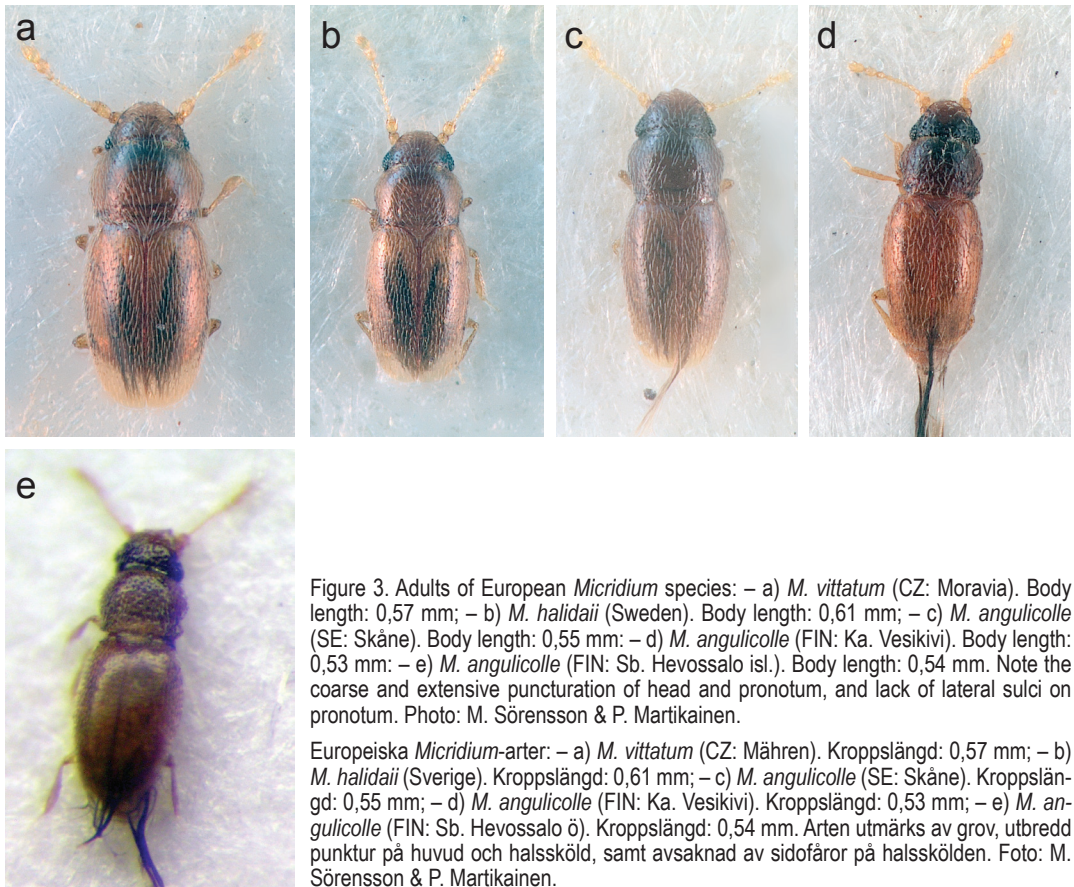 a
b
c
d
e
Figure 3. Adults of European Micridium species: – a) M. vittatum (CZ: Moravia). Body
length: 0,57 mm; – b) M. halidaii (Sweden). Body length: 0,61 mm; – c) M. angulicolle
(SE: Skåne). Body length: 0,55 mm: – d) M. angulicolle (FIN: Ka. Vesikivi). Body length:
0,53 mm: – e) M. angulicolle (FIN: Sb. Hevossalo isl.). Body length: 0,54 mm. Note the
coarse and extensive puncturation of head and pronotum, and lack of lateral sulci on
pronotum. Photo: M. Sörensson & P. Martikainen.
Europeiska Micridium-arter: – a) M. vittatum (CZ: Mähren). Kroppslängd: 0,57 mm; – b)
M. halidaii (Sverige). Kroppslängd: 0,61 mm; – c) M. angulicolle (SE: Skåne). Kroppslän-
gd: 0,55 mm; – d) M. angulicolle (FIN: Ka. Vesikivi). Kroppslängd: 0,53 mm; – e) M. an-
gulicolle (FIN: Sb. Hevossalo ö). Kroppslängd: 0,54 mm. Arten utmärks av grov, utbredd
punktur på huvud och halssköld, samt avsaknad av sidofåror på halsskölden. Foto: M.
Sörensson & P. Martikainen.